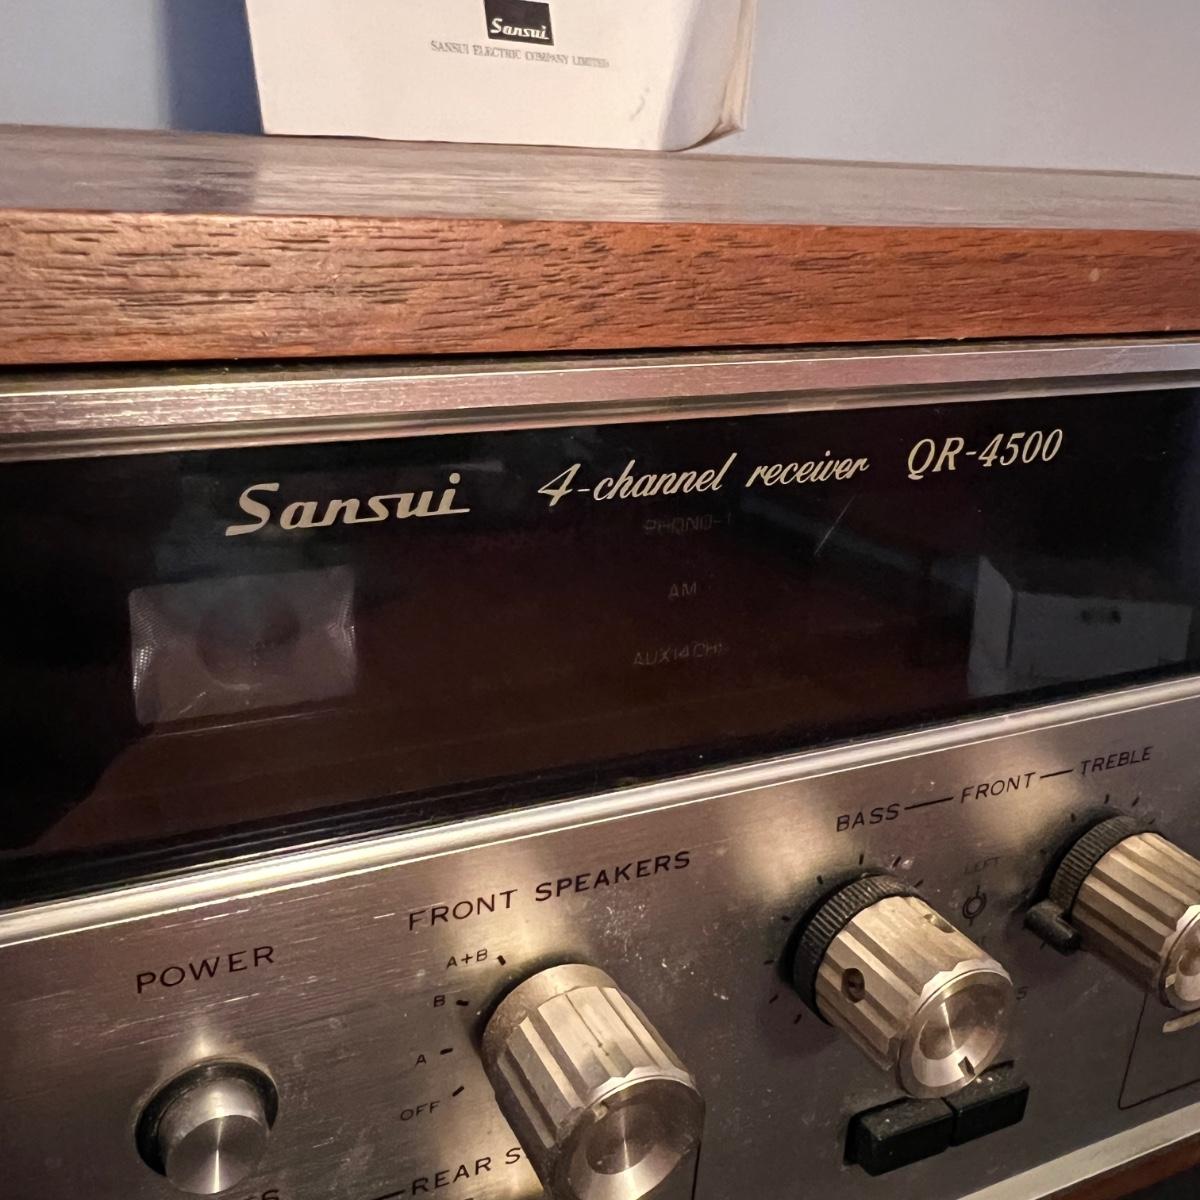 Sansui
SANSUI ELECTRIC COMPANY LIMITED
Sansui 4-channel receiver QR-4500
PHONO-1
AM
AUX(4CH)
BASS — FRONT — TREBLE
LEFT
FRONT SPEAKERS
POWER
A+B
B
A
OFF
REAR